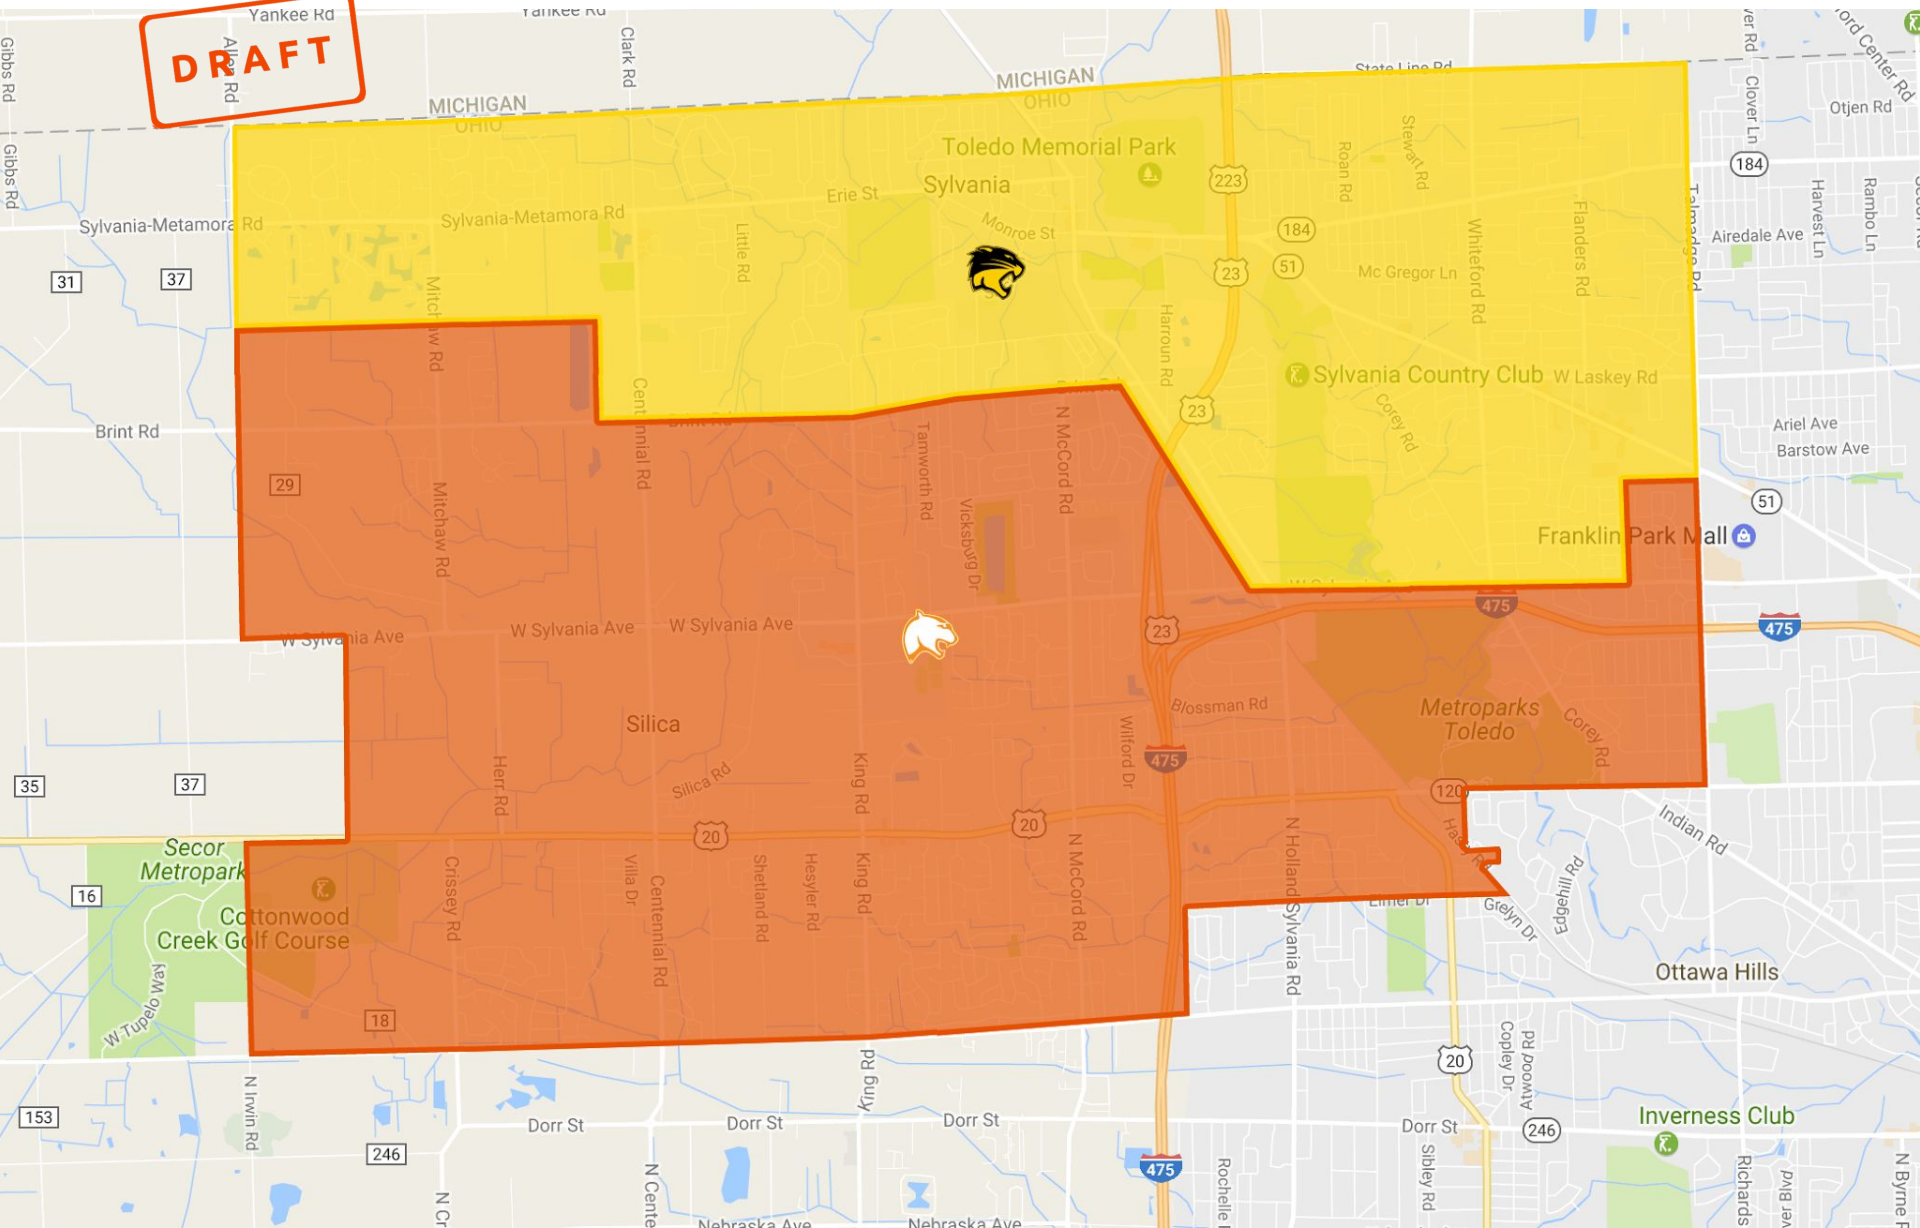 Yankee Rd
Yankee Rd
DRAFT
Gibbs Rd
Allen Rd
Clark Rd
MICHIGAN
OHIO
MICHIGAN
OHIO
State Line Rd
Clover Ln
Otjen Rd
Gibbs Rd
Toledo Memorial Park
Sylvania
Erie St
Monroe St
223
Roan Rd
Stewart Rd
184
Sylvania-Metamora Rd
Sylvania-Metamora Rd
Little Rd
184
51
23
Mc Gregor Ln
Whiteford Rd
Flanders Rd
Talmadge Rd
Airedale Ave
Harvest Ln
Rambo Ln
31
37
Mitchaw Rd
Harroun Rd
Sylvania Country Club
W Laskey Rd
23
Corey Rd
Ariel Ave
Barstow Ave
Brint Rd
Brint Rd
Centennial Rd
Tamworth Rd
N McCord Rd
29
Mitchaw Rd
Vicksburg Dr
51
Franklin Park Mall
W Sylvania Ave
W Sylvania Ave
W Sylvania Ave
W Sylvania Ave
23
475
475
Silica
Blossman Rd
Metroparks
Toledo
Corey Rd
Wilford Dr
475
35
37
Herr Rd
Silica Rd
King Rd
20
20
120
Indian Rd
Secor
Metropark
16
Cottonwood
Creek Golf Course
Crissey Rd
Villa Dr
Centennial Rd
Shetland Rd
Hesyler Rd
King Rd
N McCord Rd
N Holland Sylvania Rd
Elmer Dr
Grelyn Dr
Edgehill Rd
W Tupelo Way
18
Ottawa Hills
153
N Irwin Rd
246
King Rd
Dorr St
Dorr St
Dorr St
Dorr St
20
Copley Dr
Atwood Rd
246
Inverness Club
475
Sibley Rd
Nebraska Ave
Nebraska Ave